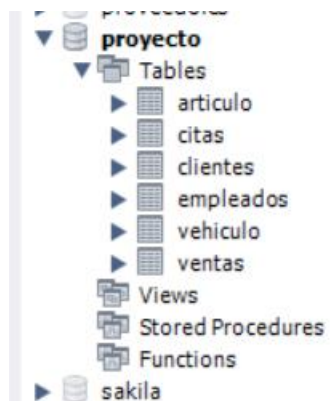 proyecto
Tables
articulo
citas
clientes
empleados
vehiculo
ventas
Views
Stored Procedures
Functions
sakila